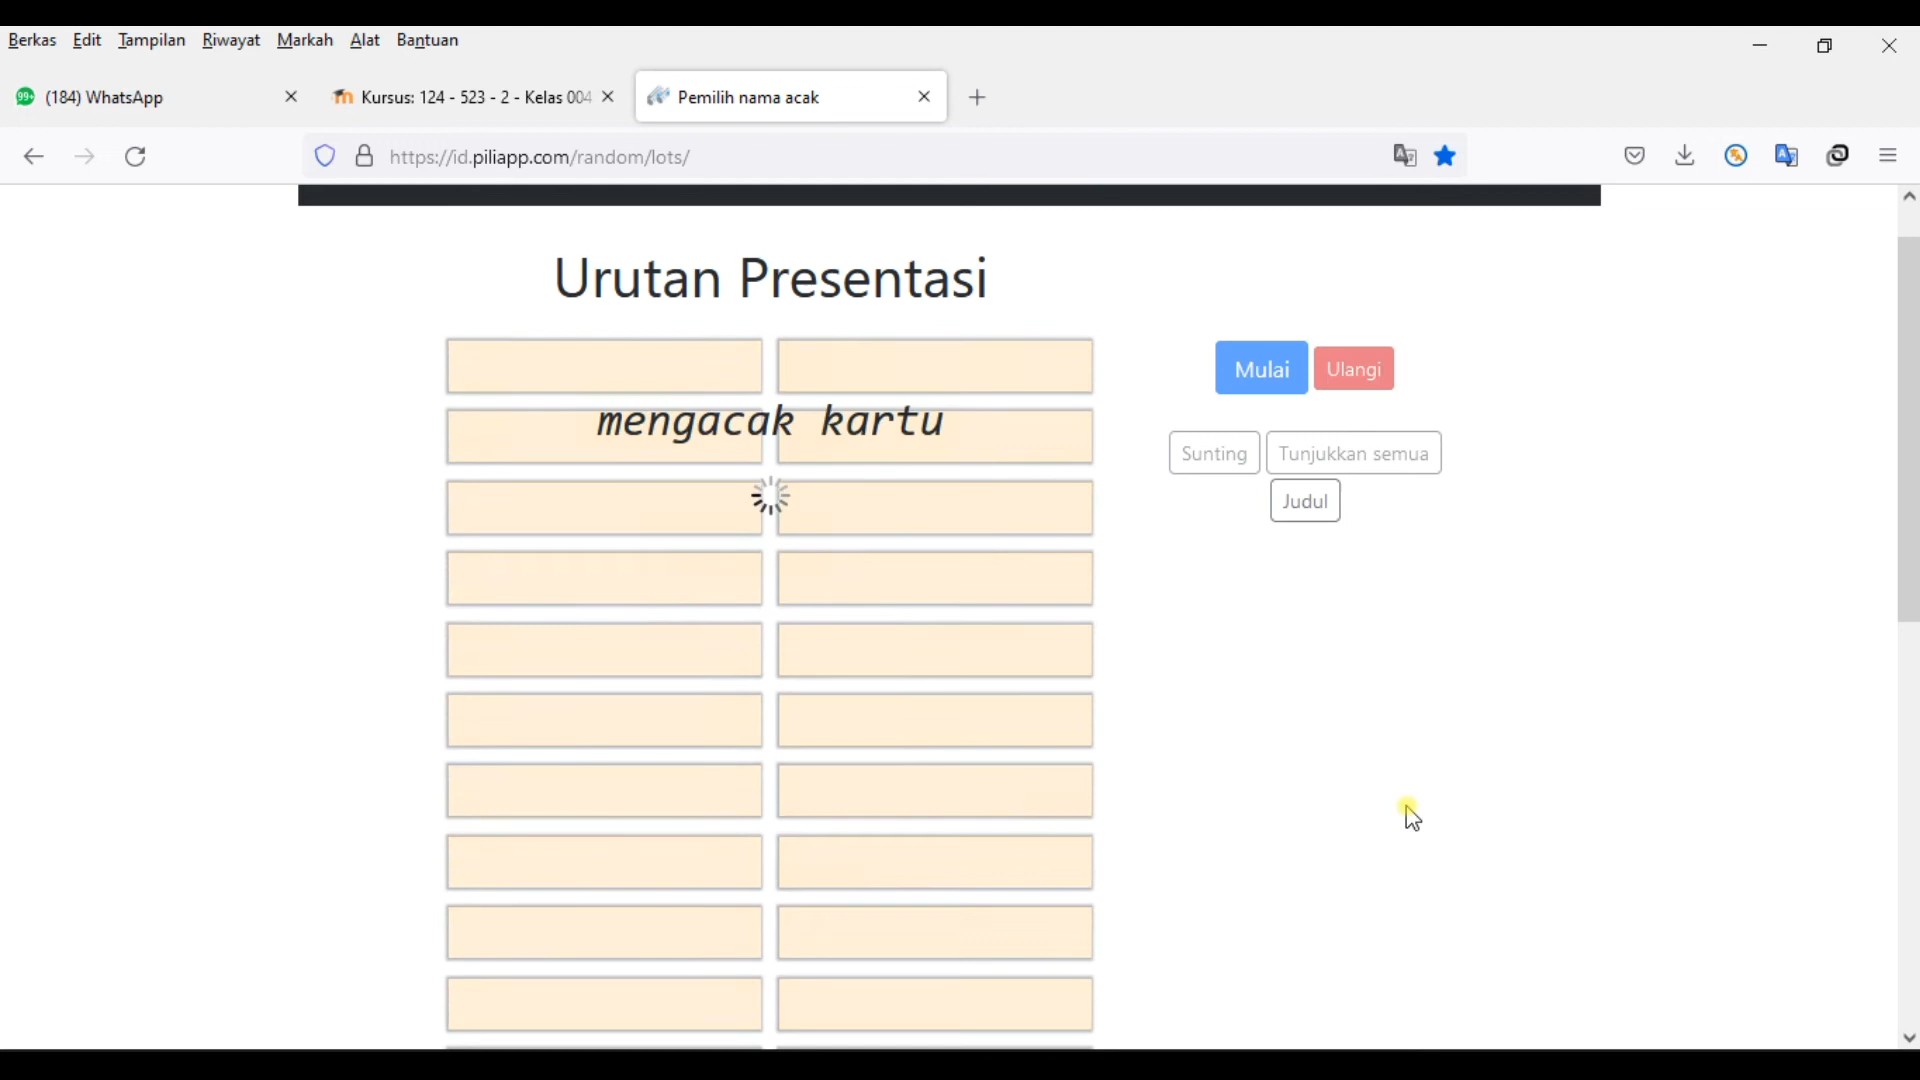 Berkas Edit Tampilan Riwayat Markah Alat Bantuan
99+ (184) WhatsApp
Kursus: 124 - 523 - 2 - Kelas 004
Pemilih nama acak
https://id.piliapp.com/random/lots/
Urutan Presentasi
mengacak kartu
Mulai Ulangi
Sunting Tunjukkan semua
Judul